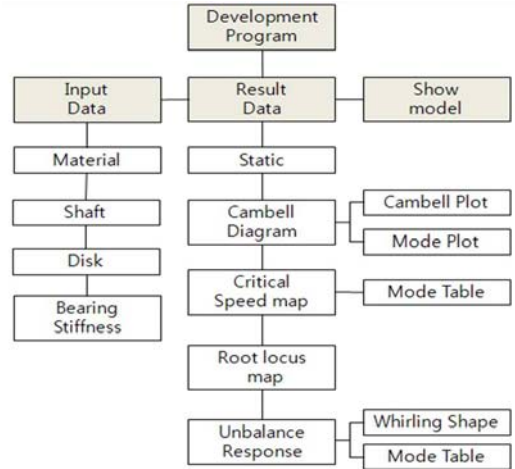 Development
Program
Input
Data
Result
Data
Show
model
Material
Static
Shaft
Cambell
Diagram
Cambell Plot
Mode Plot
Disk
Bearing
Stiffness
Critical
Speed map
Mode Table
Root locus
map
Unbalance
Response
Whirling Shape
Mode Table